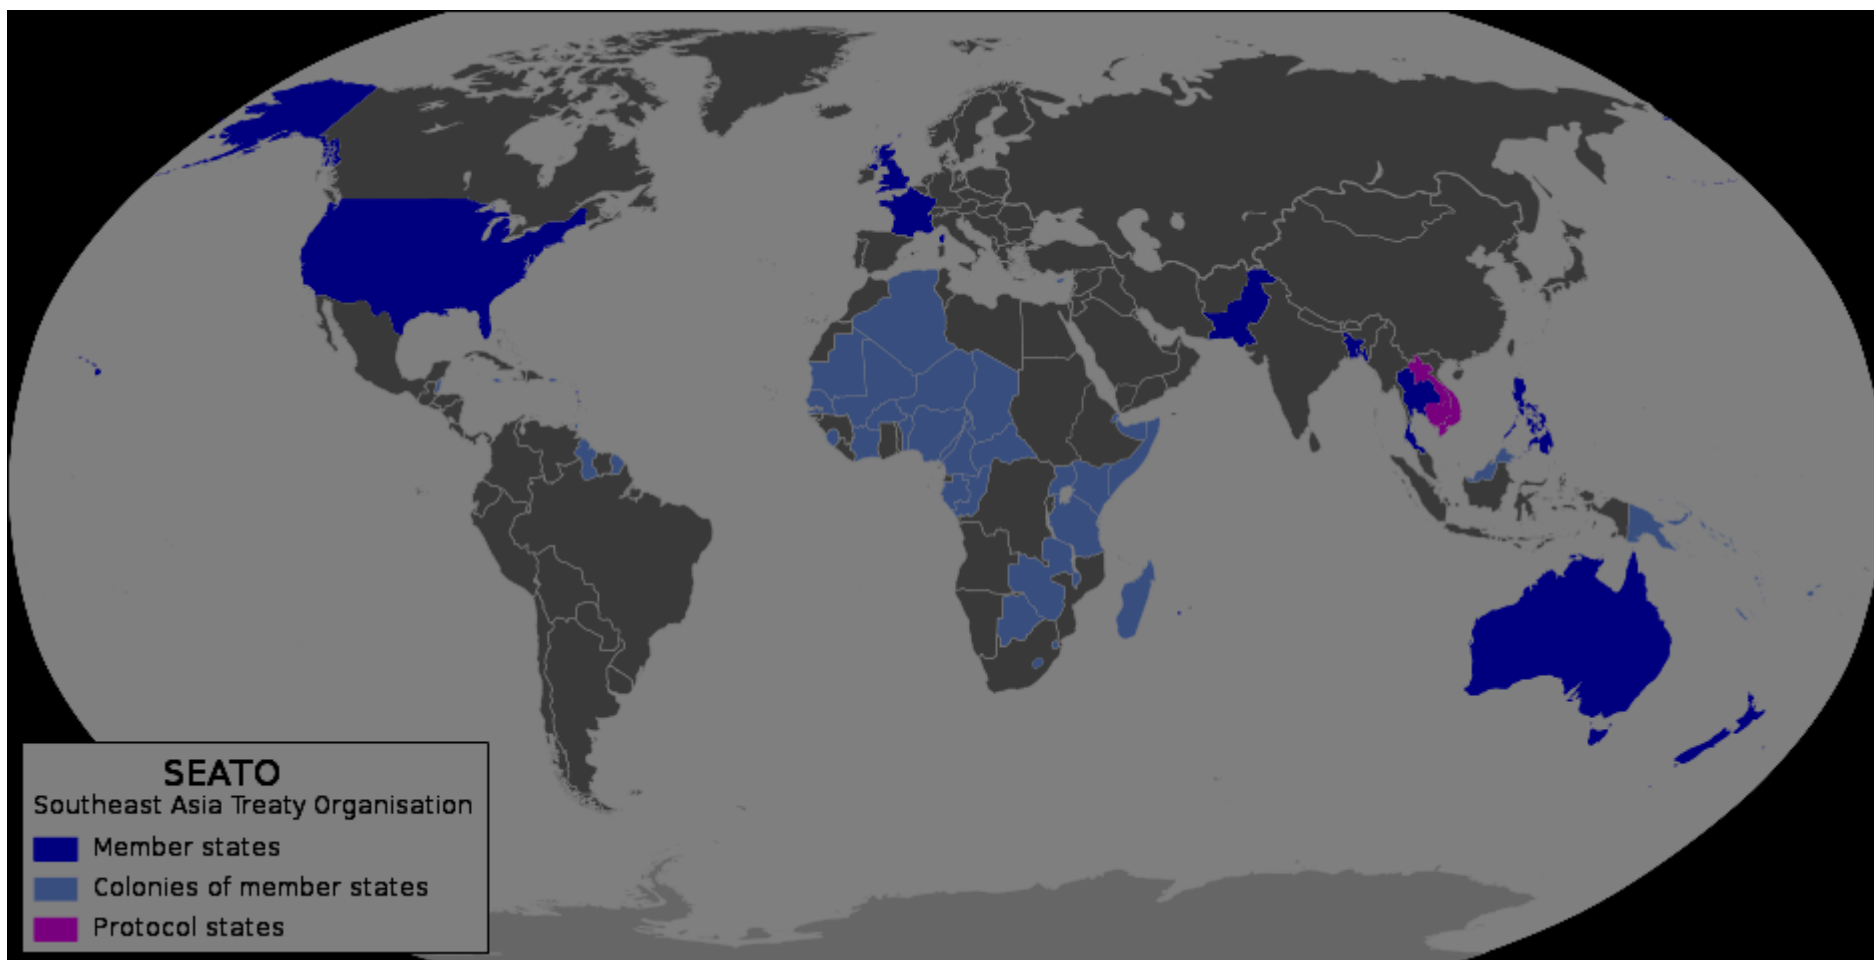 SEATO
Southeast Asia Treaty Organisation
Member states
Colonies of member states
Protocol states